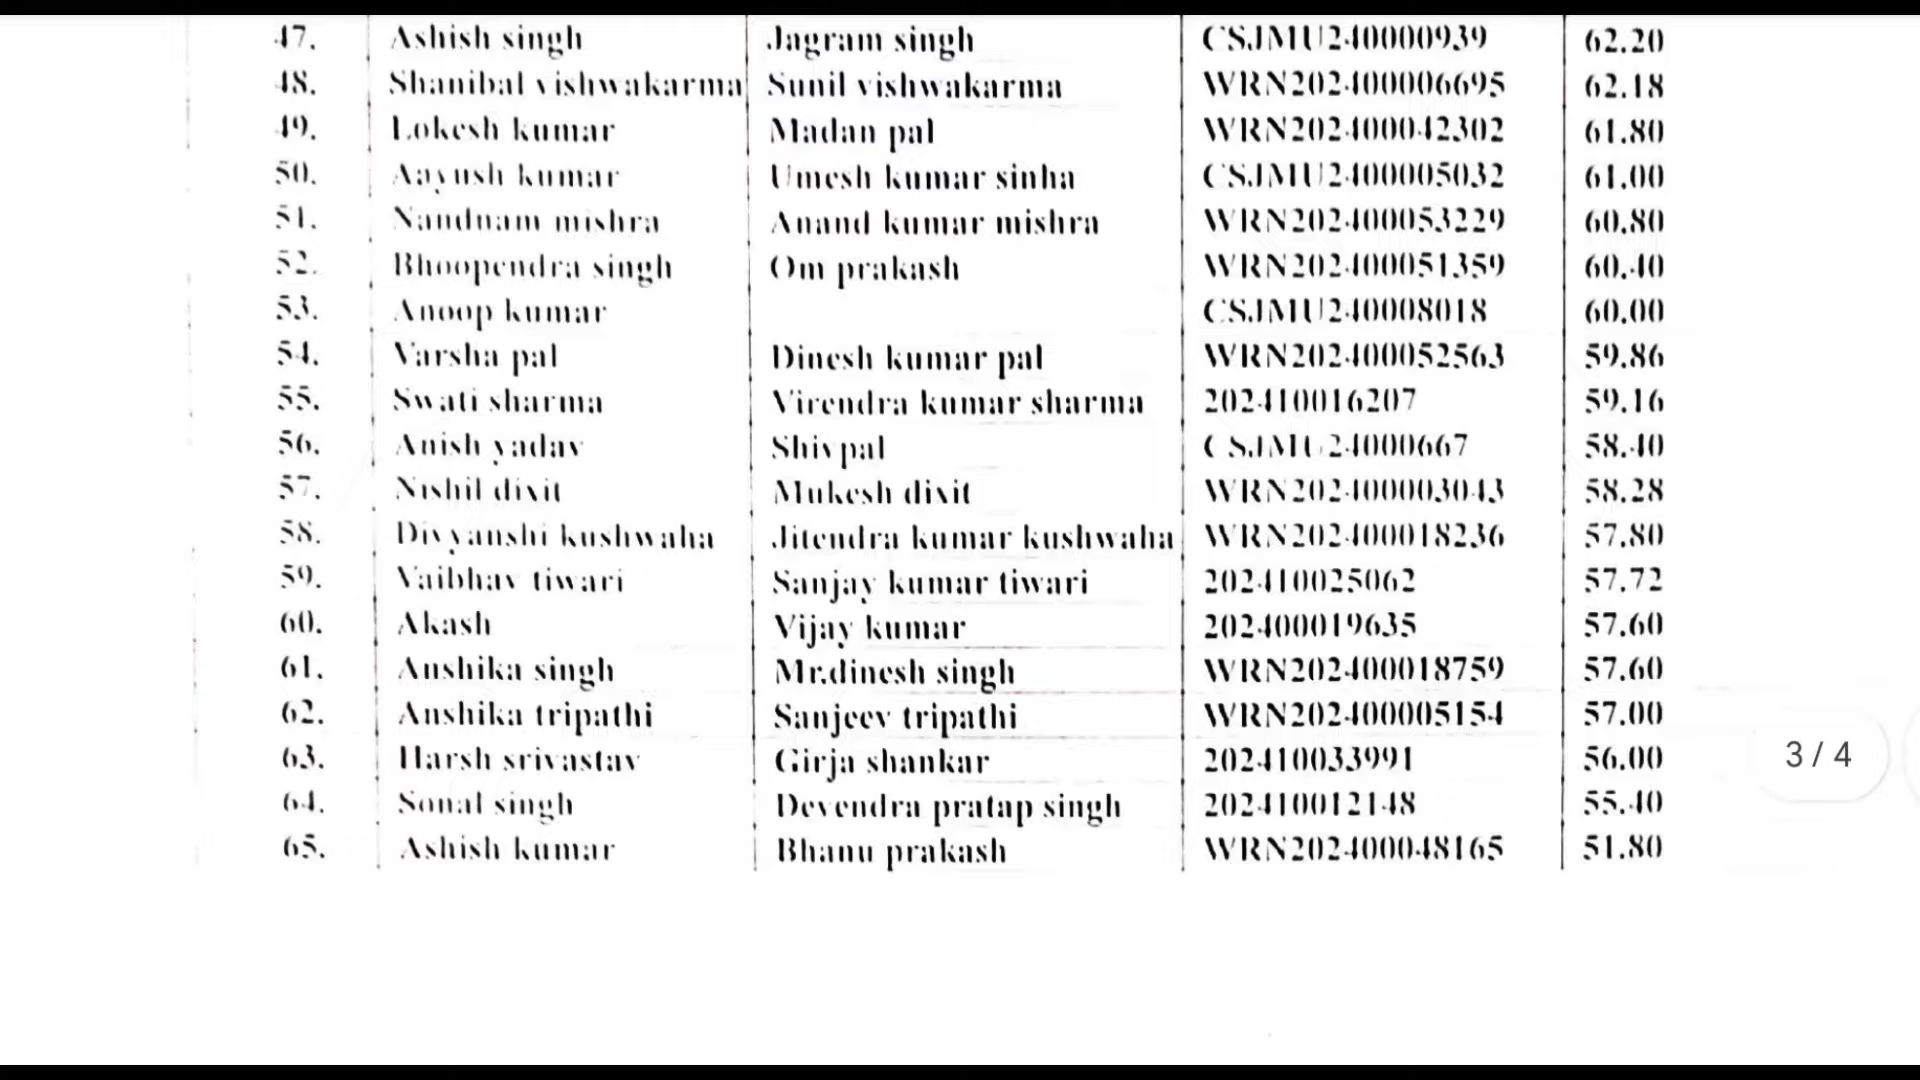 47. Ashish singh Jagram singh CSJMU240000939 62.20
48. Shanibal vishwakarma Sunil vishwakarma WRN202400006695 62.18
49. Lokesh kumar Madan pal WRN202400042302 61.80
50. Aayush kumar Umesh kumar sinha CSJMU2400005032 61.00
51. Nandnam mishra Anand kumar mishra WRN202400053229 60.80
52. Bhoopendra singh Om prakash WRN202400051359 60.40
53. Anoop kumar CSJMU240008018 60.00
54. Varsha pal Dinesh kumar pal WRN202400052563 59.86
55. Swati sharma Virendra kumar sharma 202410016207 59.16
56. Anish yadav Shivpal CSJMU24000667 58.40
57. Nishil dixit Mukesh dixit WRN202400003043 58.28
58. Divyanshi kushwaha Jitendra kumar kushwaha WRN202400018236 57.80
59. Vaibhav tiwari Sanjay kumar tiwari 202410025062 57.72
60. Akash Vijay kumar 202400019635 57.60
61. Anshika singh Mr.dinesh singh WRN202400018759 57.60
62. Anshika tripathi Sanjeev tripathi WRN202400005154 57.00
63. Harsh srivastav Girja shankar 202410033991 56.00
64. Sonal singh Devendra pratap singh 202410012148 55.40
65. Ashish kumar Bhanu prakash WRN202400048165 51.80
3 / 4